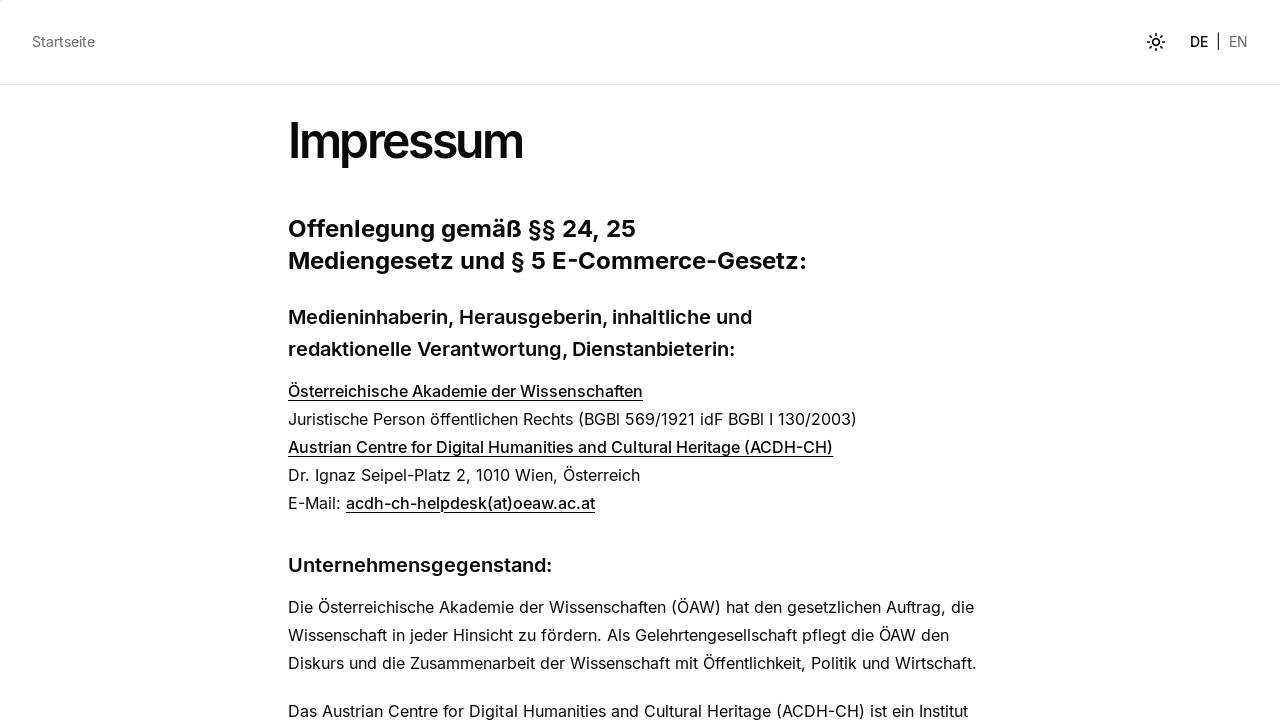 Startseite
DE | EN
Impressum
Offenlegung gemäß §§ 24, 25
Mediengesetz und § 5 E-Commerce-Gesetz:
Medieninhaberin, Herausgeberin, inhaltliche und
redaktionelle Verantwortung, Dienstanbieterin:
Österreichische Akademie der Wissenschaften
Juristische Person öffentlichen Rechts (BGBl 569/1921 idF BGBl I 130/2003)
Austrian Centre for Digital Humanities and Cultural Heritage (ACDH-CH)
Dr. Ignaz Seipel-Platz 2, 1010 Wien, Österreich
E-Mail: acdh-ch-helpdesk(at)oeaw.ac.at
Unternehmensgegenstand:
Die Österreichische Akademie der Wissenschaften (ÖAW) hat den gesetzlichen Auftrag, die
Wissenschaft in jeder Hinsicht zu fördern. Als Gelehrtengesellschaft pflegt die ÖAW den
Diskurs und die Zusammenarbeit der Wissenschaft mit Öffentlichkeit, Politik und Wirtschaft.
Das Austrian Centre for Digital Humanities and Cultural Heritage (ACDH-CH) ist ein Institut